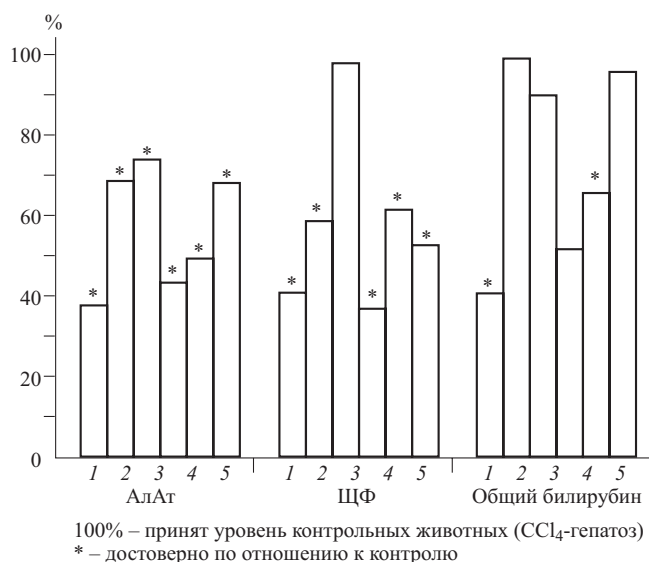 %
100
80
60
40
20
0
* * * * *
* * * *
* *
1 2 3 4 5 1 2 3 4 5 1 2 3 4 5
АлАт ЩФ Общий билирубин
100% – принят уровень контрольных животных (CCl₄-гепатоз)
* – достоверно по отношению к контролю